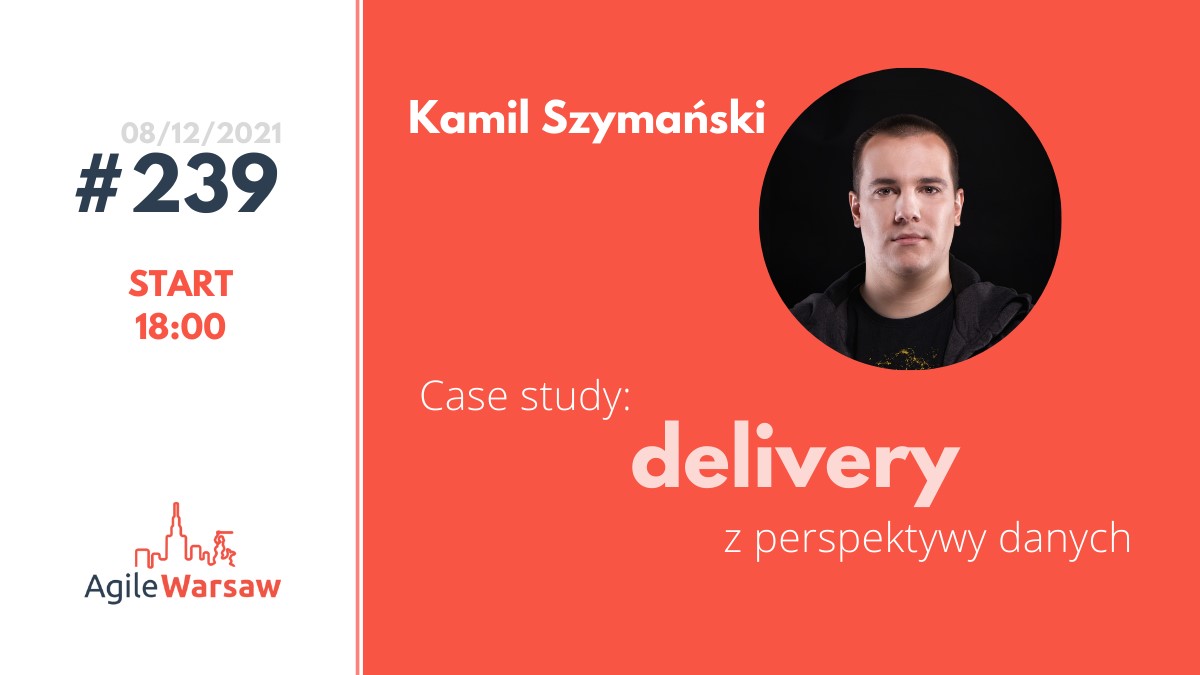 08/12/2021
#239
START
18:00
AgileWarsaw
Kamil Szymański
Case study:
delivery
z perspektywy danych